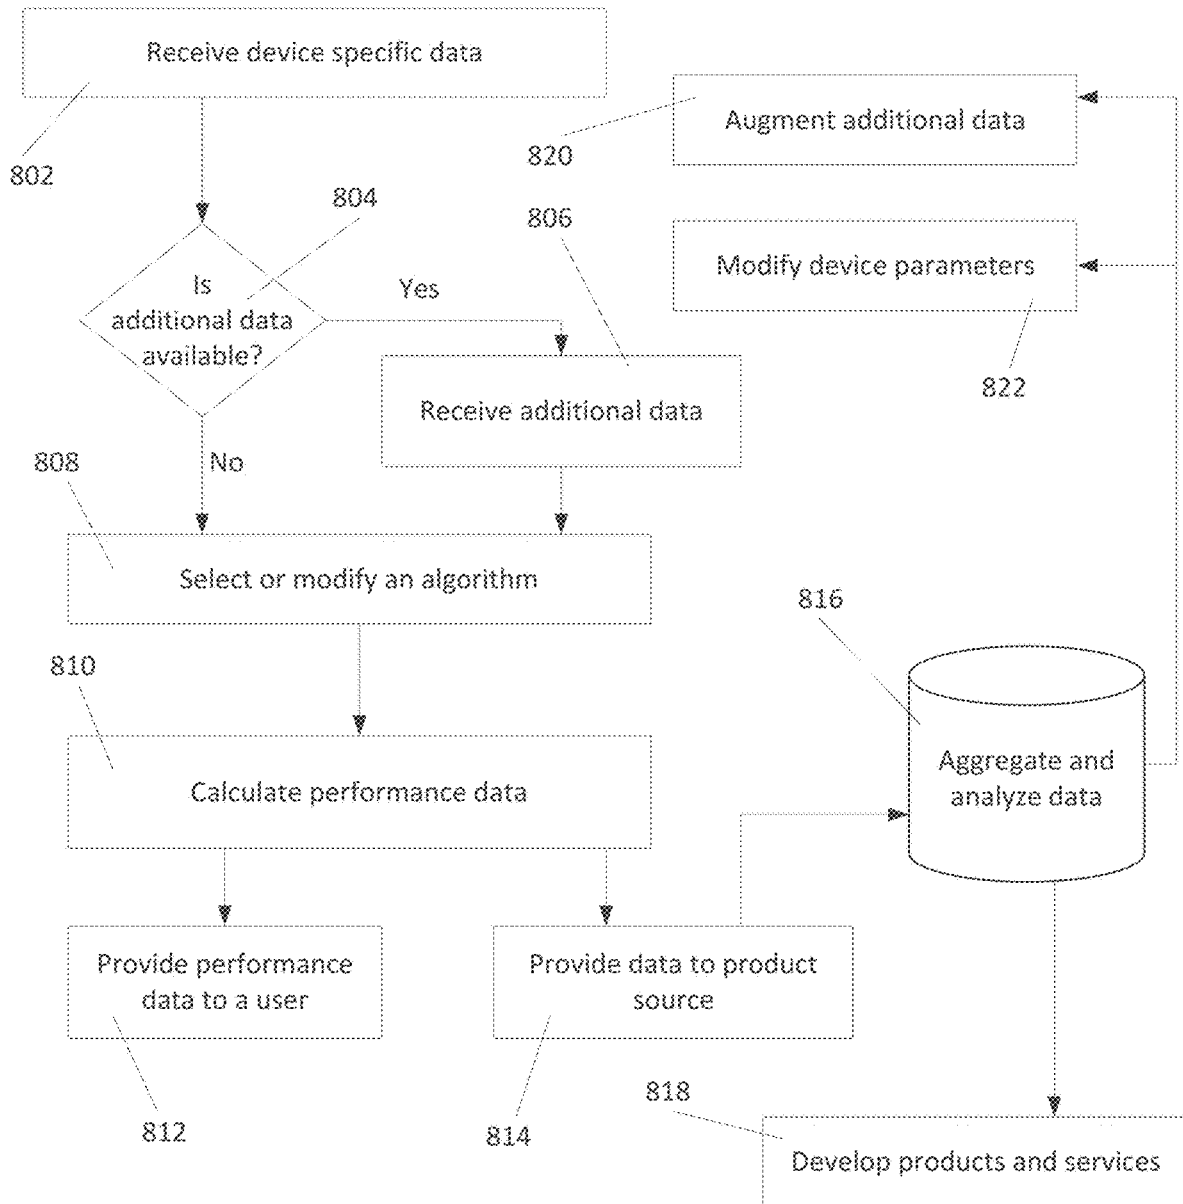 Receive device specific data
802
Augment additional data
820
804
806
Is
additional data
available?
Yes
Modify device parameters
822
Receive additional data
No
808
Select or modify an algorithm
816
810
Calculate performance data
Aggregate and
analyze data
Provide performance
data to a user
812
Provide data to product
source
814
818
Develop products and services